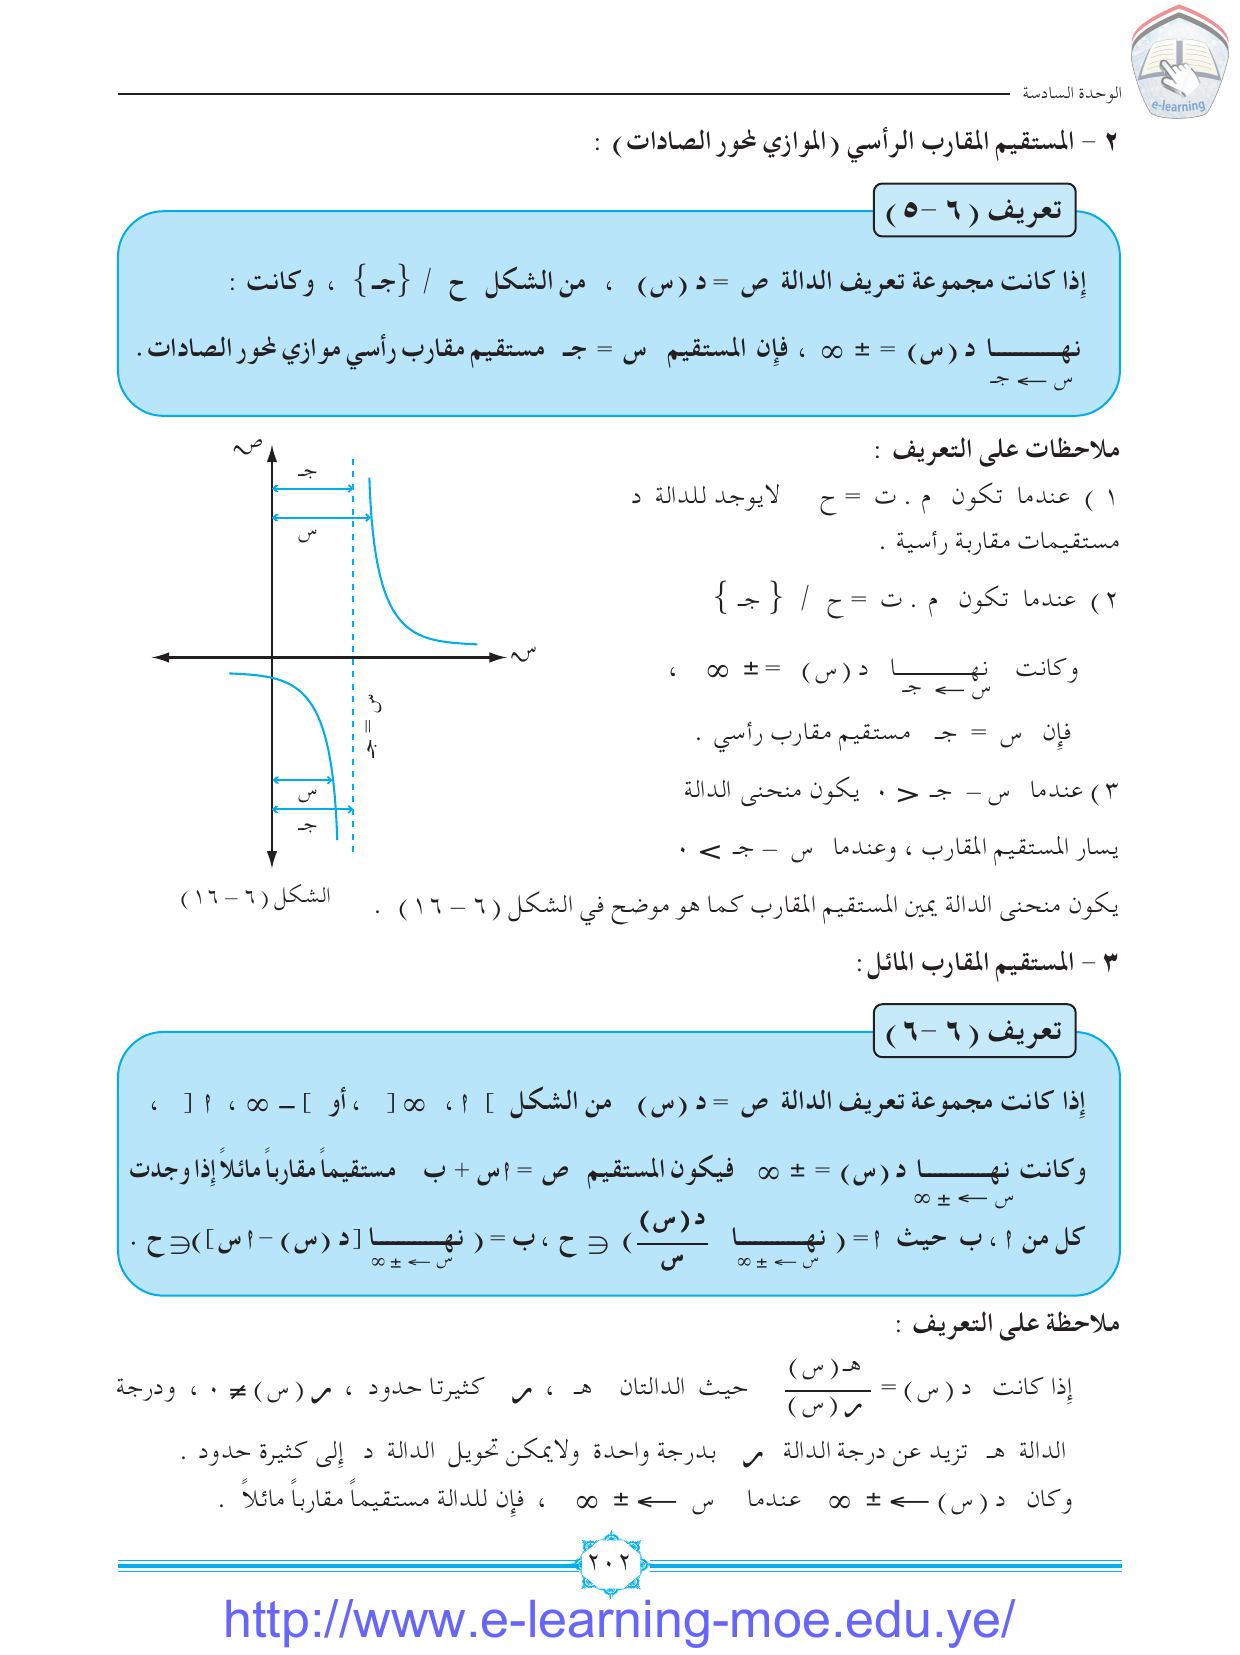 e-learning
الوحدة السادسة
٢ – المستقيم المقارب الرأسي (الموازي لمحور الصادات) :
تعريف (٦ –٥)
إذا كانت مجموعة تعريف الدالة ص = د (س) ، من الشكل ح / {جـ} ، وكانت :
نهـــــا د (س) = ± ∞ ، فإن المستقيم س = جـ مستقيم مقارب رأسي موازي لمحور الصادات .
س ← جـ
ملاحظات على التعريف :
١ ) عندما تكون م . ت = ح لايوجد للدالة د
مستقيمات مقاربة رأسية .
٢) عندما تكون م . ت = ح / { جـ }
وكانت نهـــــا د (س) = ± ∞ ،
س ← جـ
فإن س = جـ مستقيم مقارب رأسي .
٣) عندما س – جـ < ٠ يكون منحنى الدالة
يسار المستقيم المقارب ، وعندما س – جـ > ٠
يكون منحنى الدالة يمين المستقيم المقارب كما هو موضح في الشكل (٦ – ١٦) .
ص
جـ
س
س
س = جـ
س
جـ
الشكل (٦ – ١٦)
٣ – المستقيم المقارب المائل:
تعريف (٦ –٦)
إذا كانت مجموعة تعريف الدالة ص = د (س) من الشكل ] ا ، ∞ [ ، أو ] – ∞ ، ا [ ،
وكانت نهـــــا د (س) = ± ∞ فيكون المستقيم ص = اس + ب مستقيماً مقارباً مائلاً إذا وجدت
س ← ± ∞
كل من ا ، ب حيث ا = ( نهـــــا د (س) / س ) ∋ ح ، ب = ( نهـــــا [د (س) – اس]) ∋ ح .
س ← ± ∞ س ← ± ∞
ملاحظة على التعريف :
إذا كانت د (س) = هـ (س) / ر (س) حيث الدالتان هـ ، ر كثيرتا حدود ، ر (س) ≠ ٠ ، ودرجة
الدالة هـ تزيد عن درجة الدالة ر بدرجة واحدة ولايمكن تحويل الدالة د إلى كثيرة حدود .
وكان د (س) ← ± ∞ عندما س ← ± ∞ ، فإن للدالة مستقيماً مقارباً مائلاً .
٢٠٢
http://www.e-learning-moe.edu.ye/